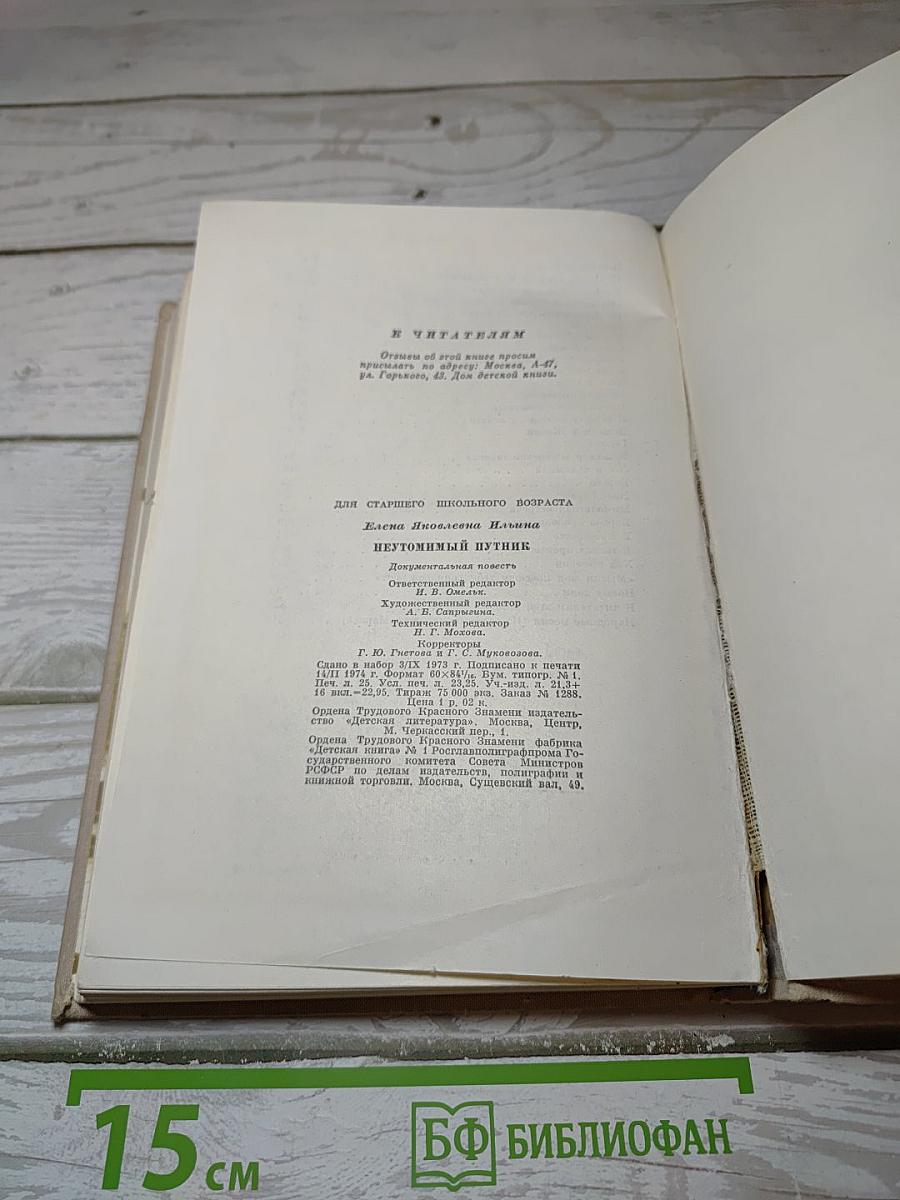 К ЧИТАТЕЛЯМ
Отзывы об этой книге просим
присылать по адресу: Москва, А-47,
ул. Горького, 43. Дом детской книги.
ДЛЯ СТАРШЕГО ШКОЛЬНОГО ВОЗРАСТА
Елена Яковлевна Ильина
НЕУТОМИМЫЙ ПУТНИК
Документальная повесть
Ответственный редактор
И. В. Омельк.
Художественный редактор
А. Б. Сапрыгина.
Технический редактор
Н. Г. Мохова.
Корректоры
Г. Ю. Гнетова и Г. С. Муковозова.
Сдано в набор 3/IX 1973 г. Подписано к печати
14/II 1974 г. Формат 60×84¹/₁₆. Бум. типогр. № 1.
Печ. л. 25. Усл. печ. л. 23,25. Уч.-изд. л. 21,3+
16 вкл.=22,95. Тираж 75 000 экз. Заказ № 1288.
Цена 1 р. 02 к.
Ордена Трудового Красного Знамени издатель-
ство «Детская литература». Москва, Центр,
М. Черкасский пер., 1.
Ордена Трудового Красного Знамени фабрика
«Детская книга» № 1 Росглавполиграфпрома Го-
сударственного комитета Совета Министров
РСФСР по делам издательств, полиграфии и
книжной торговли. Москва, Сущевский вал, 49.
15 см
БФ БИБЛИОФАН